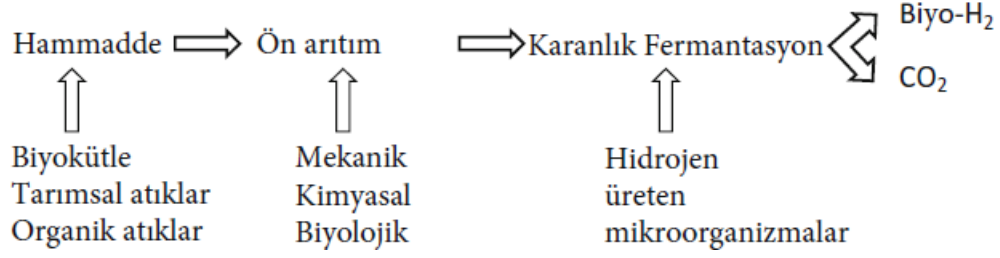 Hammadde
Ön arıtım
Karanlık Fermantasyon
Biyo-H₂
CO₂
Biyokütle
Tarımsal atıklar
Organik atıklar
Mekanik
Kimyasal
Biyolojik
Hidrojen
üreten
mikroorganizmalar